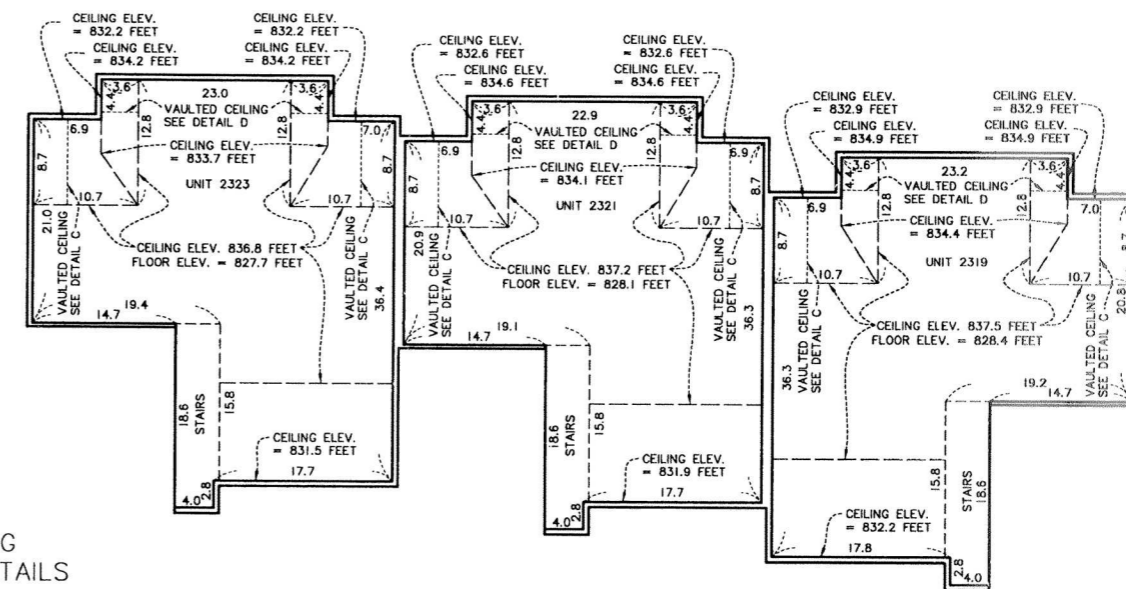 CEILING ELEV.
= 832.2 FEET
CEILING ELEV.
= 834.2 FEET
CEILING ELEV.
= 832.2 FEET
CEILING ELEV.
= 834.2 FEET
3.6
23.0
3.6
4.4
4.4
VAULTED CEILING
SEE DETAIL D
6.9
12.8
12.8
7.0
CEILING ELEV.
= 833.7 FEET
8.7
8.7
UNIT 2323
10.7
10.7
21.0
VAULTED CEILING
SEE DETAIL C
CEILING ELEV. 836.8 FEET
FLOOR ELEV. = 827.7 FEET
VAULTED CEILING
SEE DETAIL C
36.4
19.4
14.7
18.6
STAIRS
15.8
CEILING ELEV.
= 831.5 FEET
17.7
4.0
2.8
CEILING ELEV.
= 832.6 FEET
CEILING ELEV.
= 834.6 FEET
CEILING ELEV.
= 832.6 FEET
CEILING ELEV.
= 834.6 FEET
3.6
22.9
3.6
4.4
4.4
VAULTED CEILING
SEE DETAIL D
6.9
12.8
12.8
6.9
CEILING ELEV.
= 834.1 FEET
8.7
8.7
UNIT 2321
10.7
10.7
20.9
VAULTED CEILING
SEE DETAIL C
CEILING ELEV. 837.2 FEET
FLOOR ELEV. = 828.1 FEET
VAULTED CEILING
SEE DETAIL C
36.3
19.1
14.7
18.6
STAIRS
15.8
CEILING ELEV.
= 831.9 FEET
17.7
4.0
2.8
CEILING ELEV.
= 832.9 FEET
CEILING ELEV.
= 834.9 FEET
CEILING ELEV.
= 832.9 FEET
CEILING ELEV.
= 834.9 FEET
3.6
23.2
3.6
4.4
4.4
VAULTED CEILING
SEE DETAIL D
6.9
12.8
12.8
7.0
CEILING ELEV.
= 834.4 FEET
8.7
8.7
UNIT 2319
10.7
10.7
36.3
VAULTED CEILING
SEE DETAIL C
CEILING ELEV. 837.5 FEET
FLOOR ELEV. = 828.4 FEET
VAULTED CEILING
SEE DETAIL C
20.8
19.2
14.7
15.8
STAIRS
18.6
CEILING ELEV.
= 832.2 FEET
17.8
2.8
4.0
G
TAILS